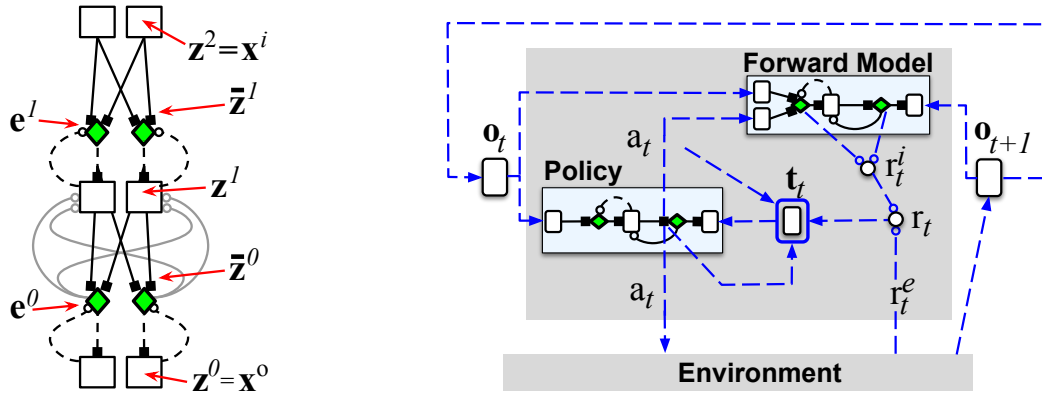 z² = xⁱ
z̄¹
e¹
z¹
z̄⁰
e⁰
z⁰ = xᵒ
Forward Model
oₜ
aₜ
oₜ₊₁
rₜⁱ
Policy
tₜ
rₜ
aₜ
rₜᵉ
Environment